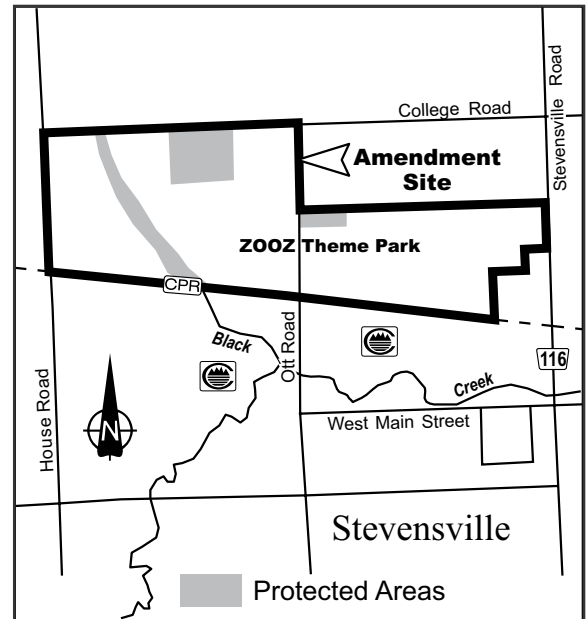 College Road
Stevensville Road
Amendment
Site
ZOOZ Theme Park
CPR
Black
Ott Road
Creek
116
House Road
N
West Main Street
Stevensville
Protected Areas